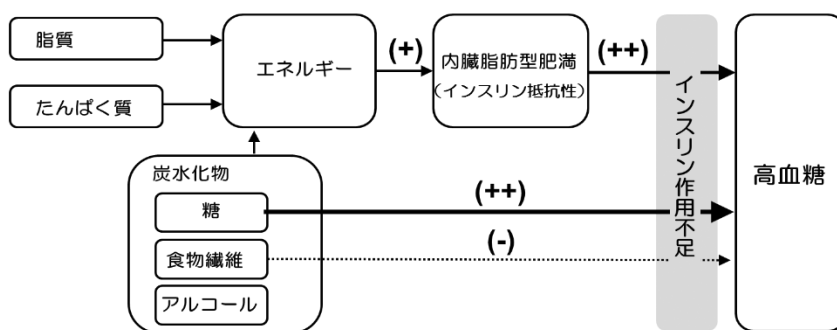 脂質
たんぱく質
エネルギー
(+)
内臓脂肪型肥満
（インスリン抵抗性）
(++)
インスリン作用不足
高血糖
炭水化物
糖
(++)
食物繊維
(-)
アルコール